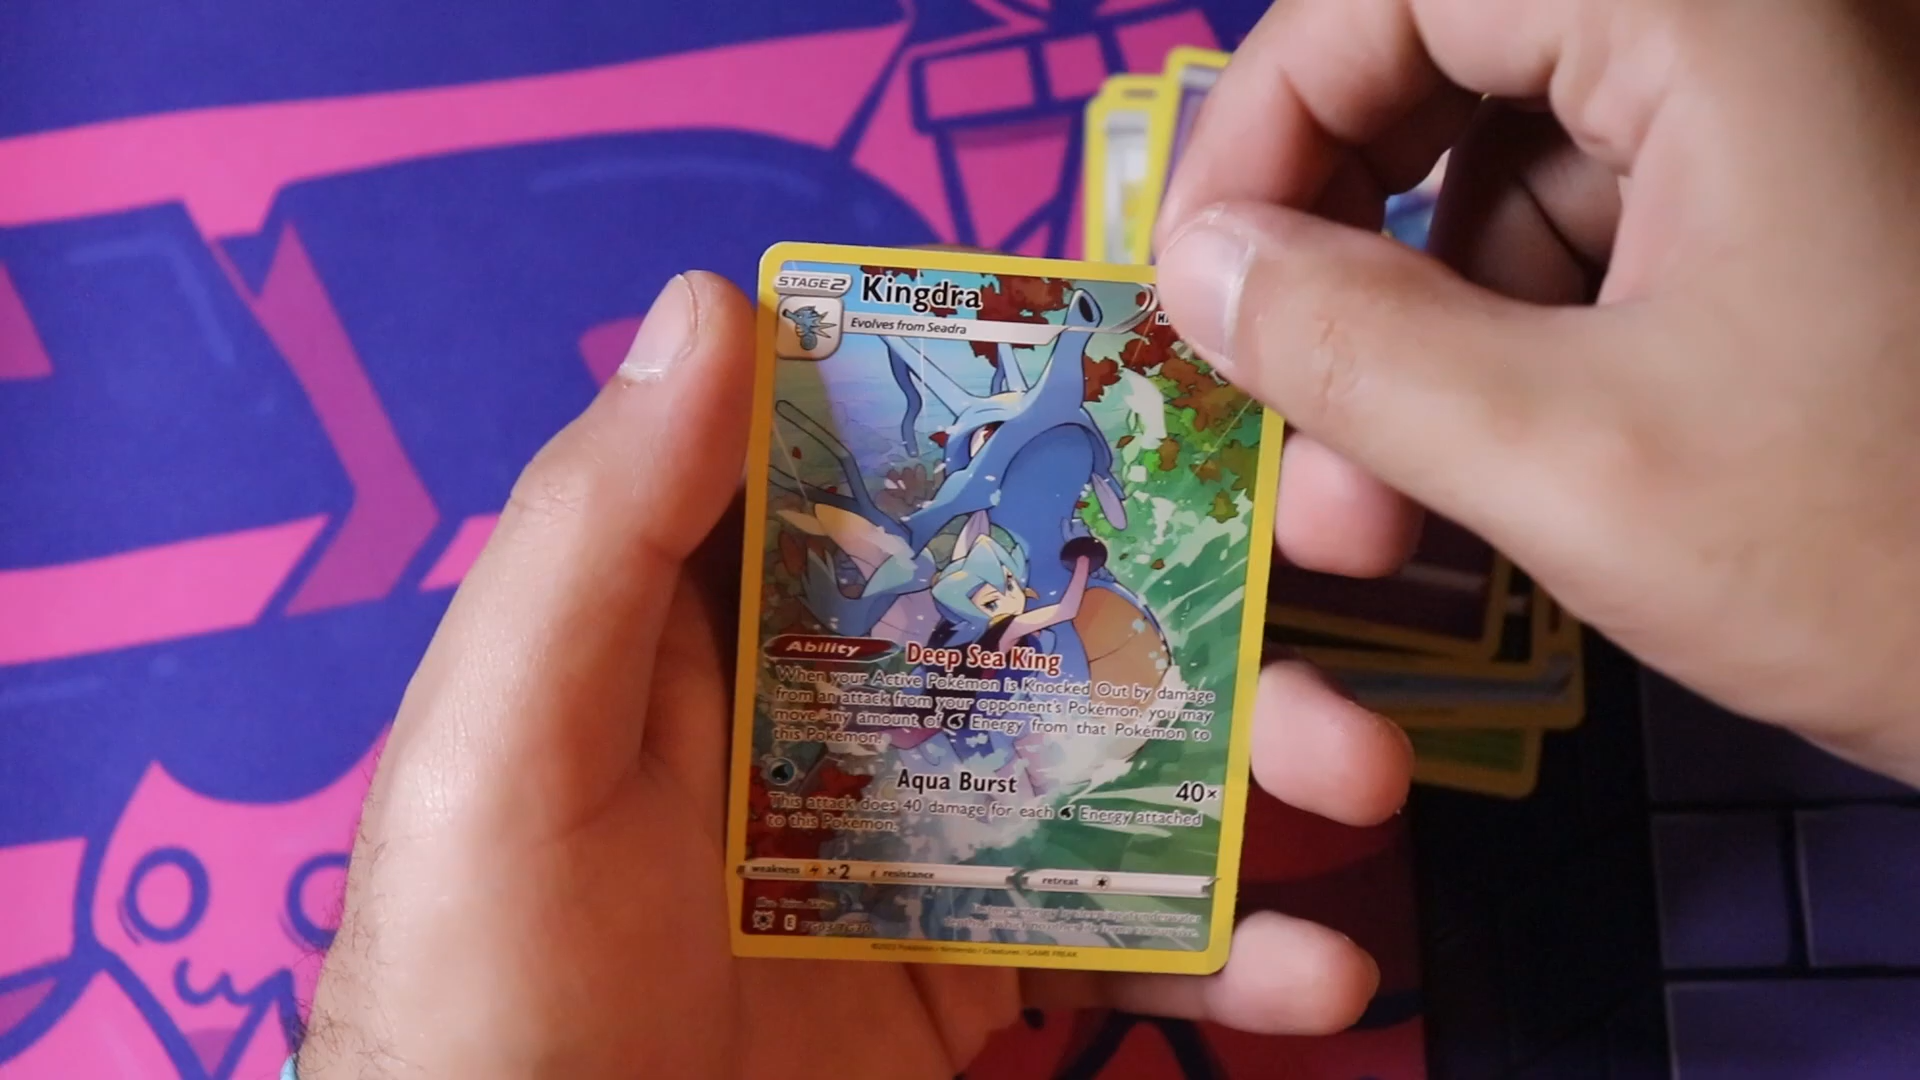 STAGE 2
Kingdra
Evolves from Seadra
Ability Deep Sea King
When your Active Pokémon is Knocked Out by damage
from an attack from your opponent's Pokémon, you may
move any amount of Energy from that Pokémon to
this Pokémon.
Aqua Burst 40×
This attack does 40 damage for each Energy attached
to this Pokémon.
weakness ×2 resistance retreat
E TG03/TG30
©2022 Pokémon / Nintendo / Creatures / GAME FREAK